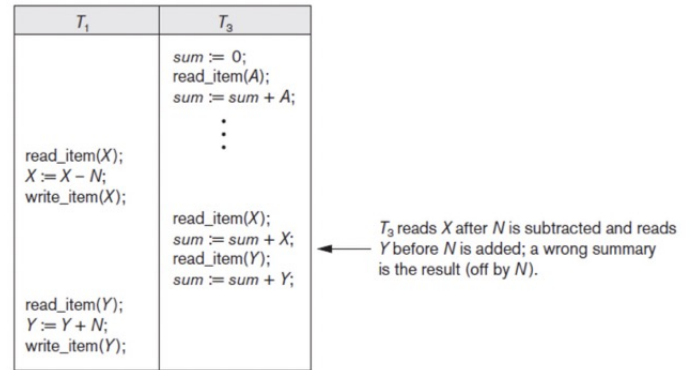 T₁ T₃
sum := 0;
read_item(A);
sum := sum + A;
read_item(X);
X := X – N;
write_item(X);
read_item(X);
sum := sum + X;
read_item(Y);
sum := sum + Y;
T₃ reads X after N is subtracted and reads
Y before N is added; a wrong summary
is the result (off by N).
read_item(Y);
Y := Y + N;
write_item(Y);